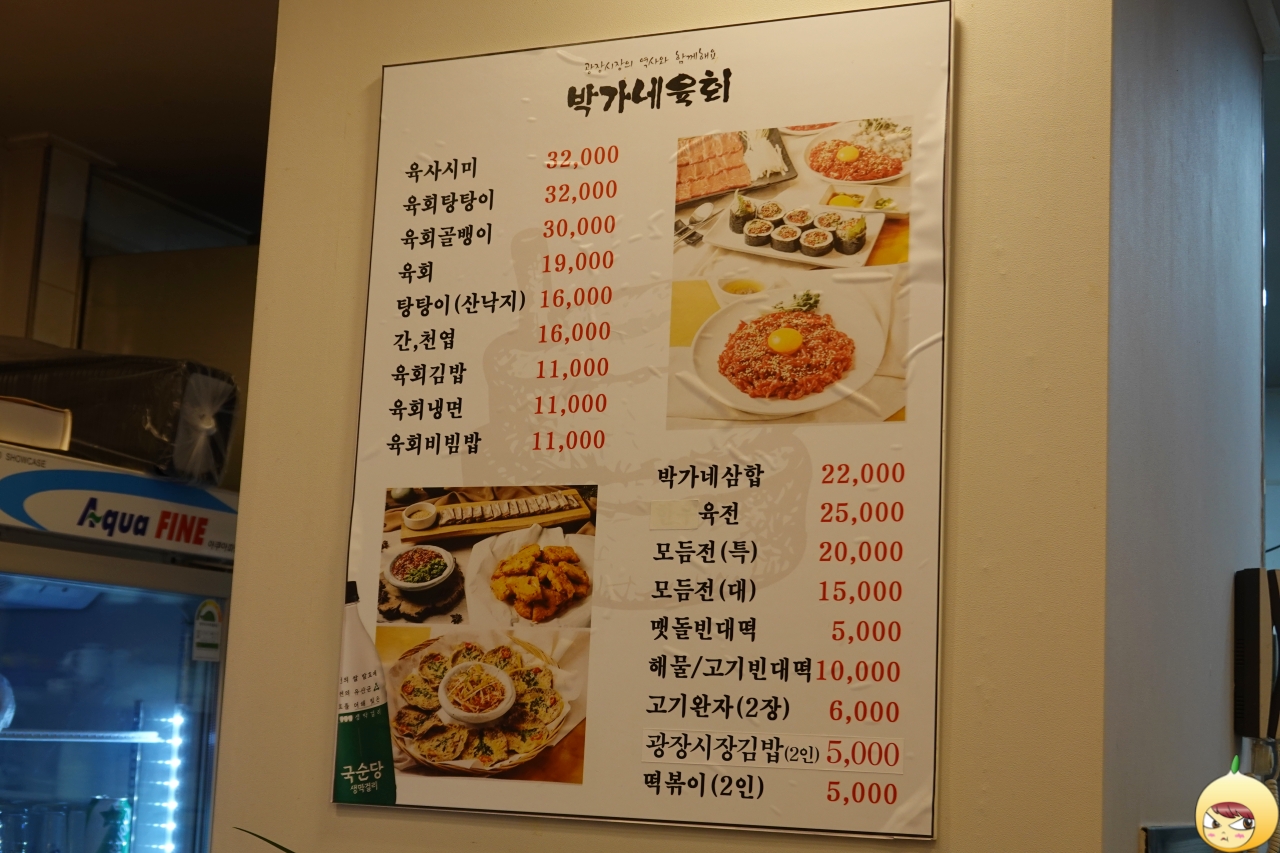 광장시장의 역사와 함께해요
박가네육회
육사시미 32,000
육회탕탕이 32,000
육회골뱅이 30,000
육회 19,000
탕탕이(산낙지) 16,000
간,천엽 16,000
육회김밥 11,000
육회냉면 11,000
육회비빔밥 11,000
박가네삼합 22,000
육전 25,000
모듬전(특) 20,000
모듬전(대) 15,000
맷돌빈대떡 5,000
해물/고기빈대떡 10,000
고기완자(2장) 6,000
광장시장김밥(2인) 5,000
떡볶이(2인) 5,000
국순당
생막걸리
SHOWCASE
Aqua FINE